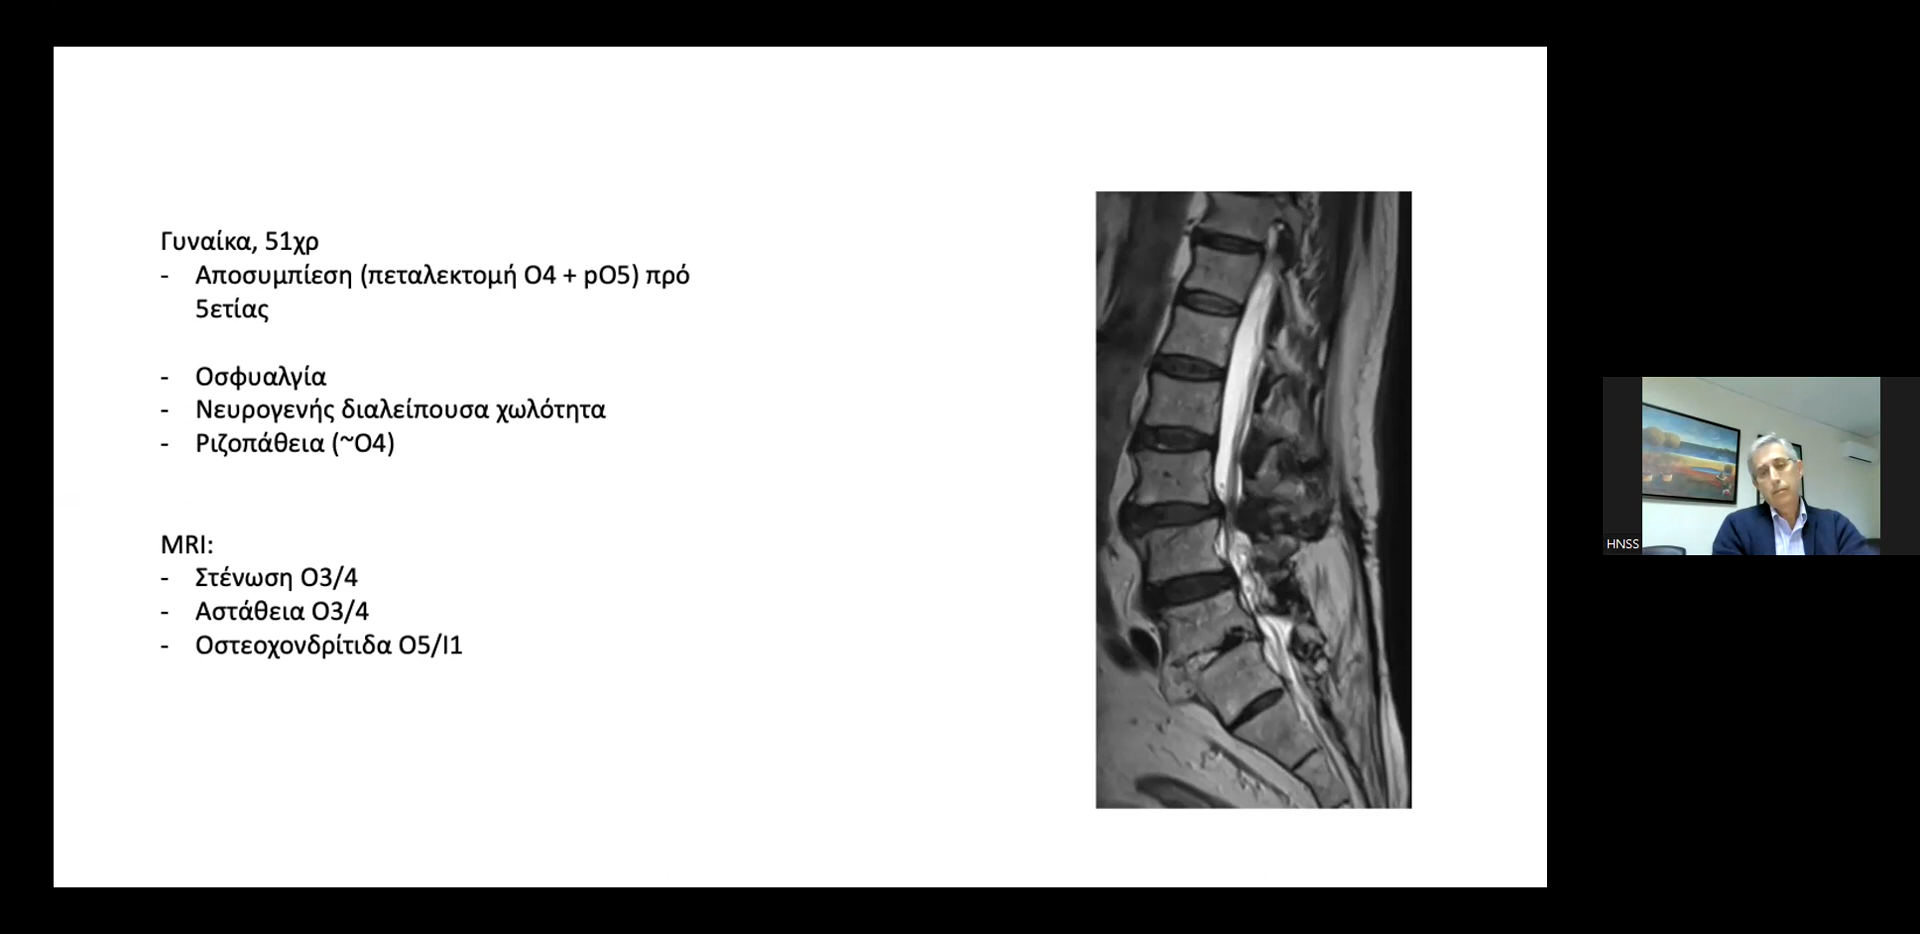 Γυναίκα, 51χρ
- Αποσυμπίεση (πεταλεκτομή Ο4 + pΟ5) πρό
5ετίας
- Οσφυαλγία
- Νευρογενής διαλείπουσα χωλότητα
- Ριζοπάθεια (~Ο4)
MRI:
- Στένωση Ο3/4
- Αστάθεια Ο3/4
- Οστεοχονδρίτιδα Ο5/Ι1
HNSS